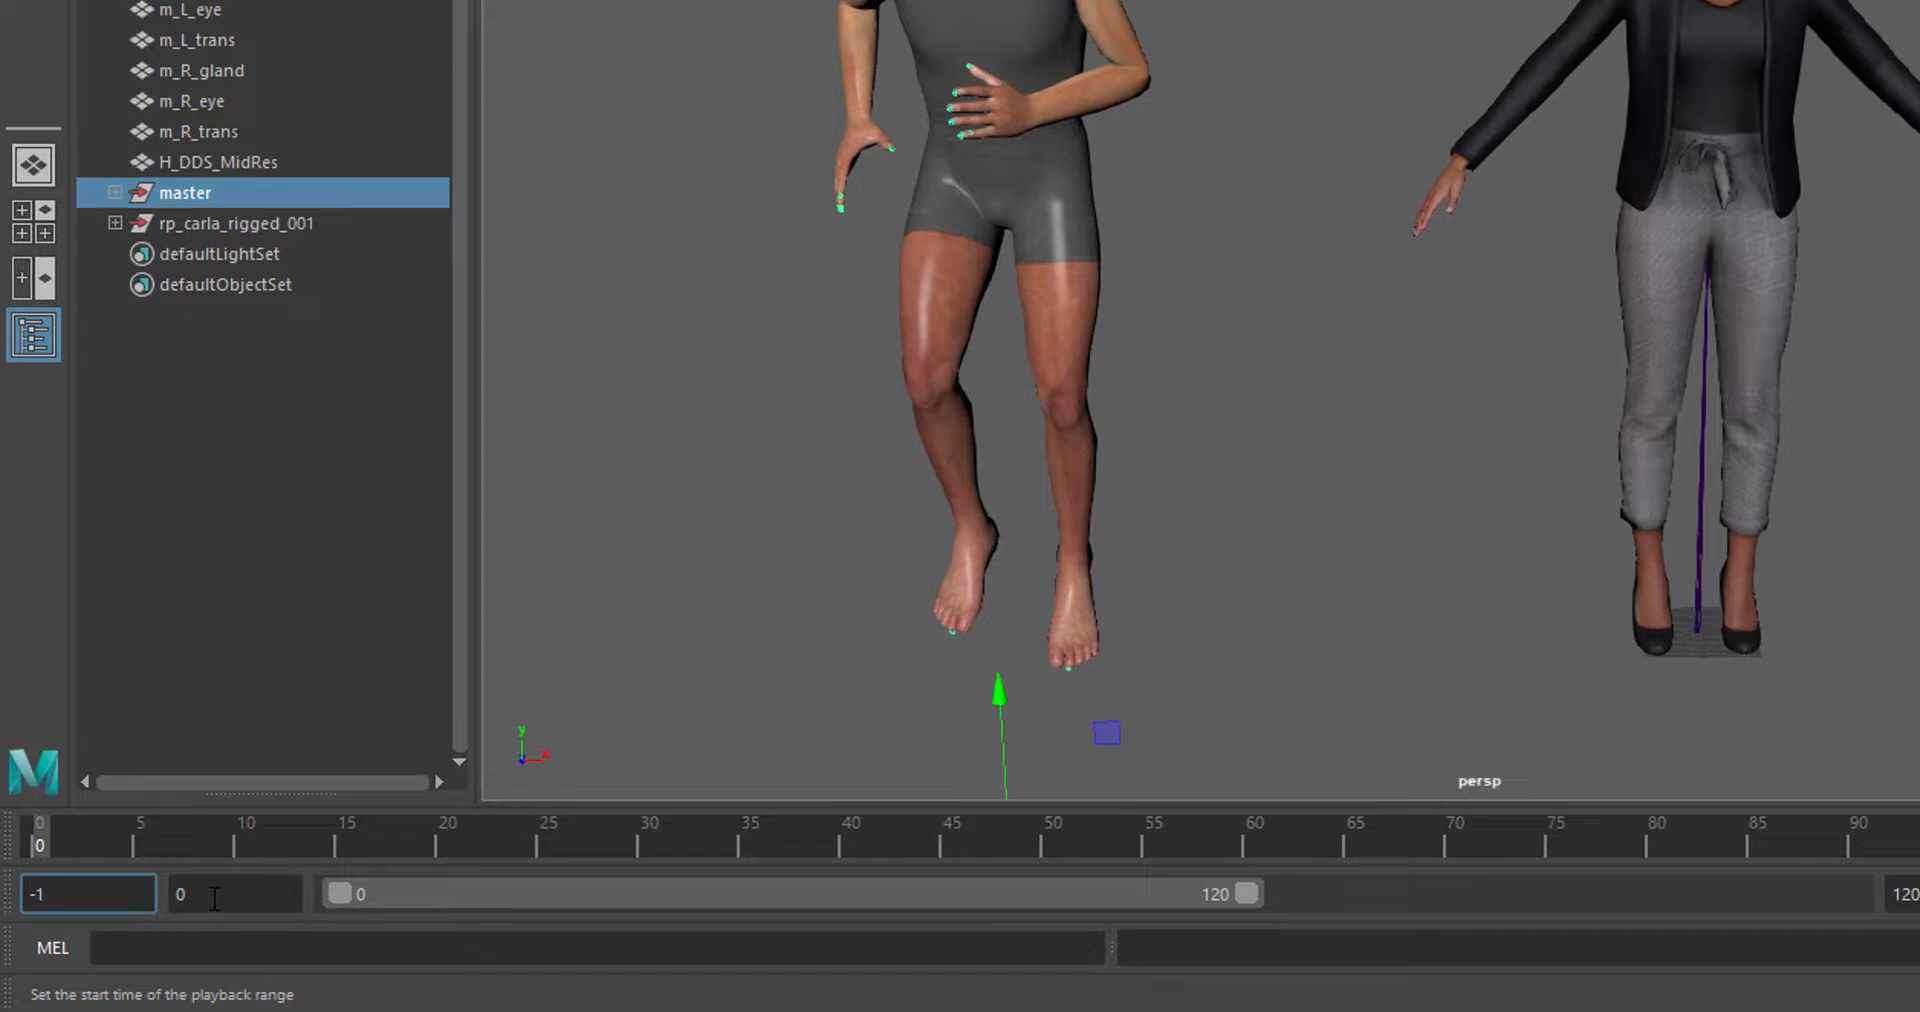 m_L_eye
m_L_trans
m_R_gland
m_R_eye
m_R_trans
H_DDS_MidRes
master
rp_carla_rigged_001
defaultLightSet
defaultObjectSet
y
x
persp
0 5 10 15 20 25 30 35 40 45 50 55 60 65 70 75 80 85 90
0
-1 0 0 120 120
MEL
Set the start time of the playback range